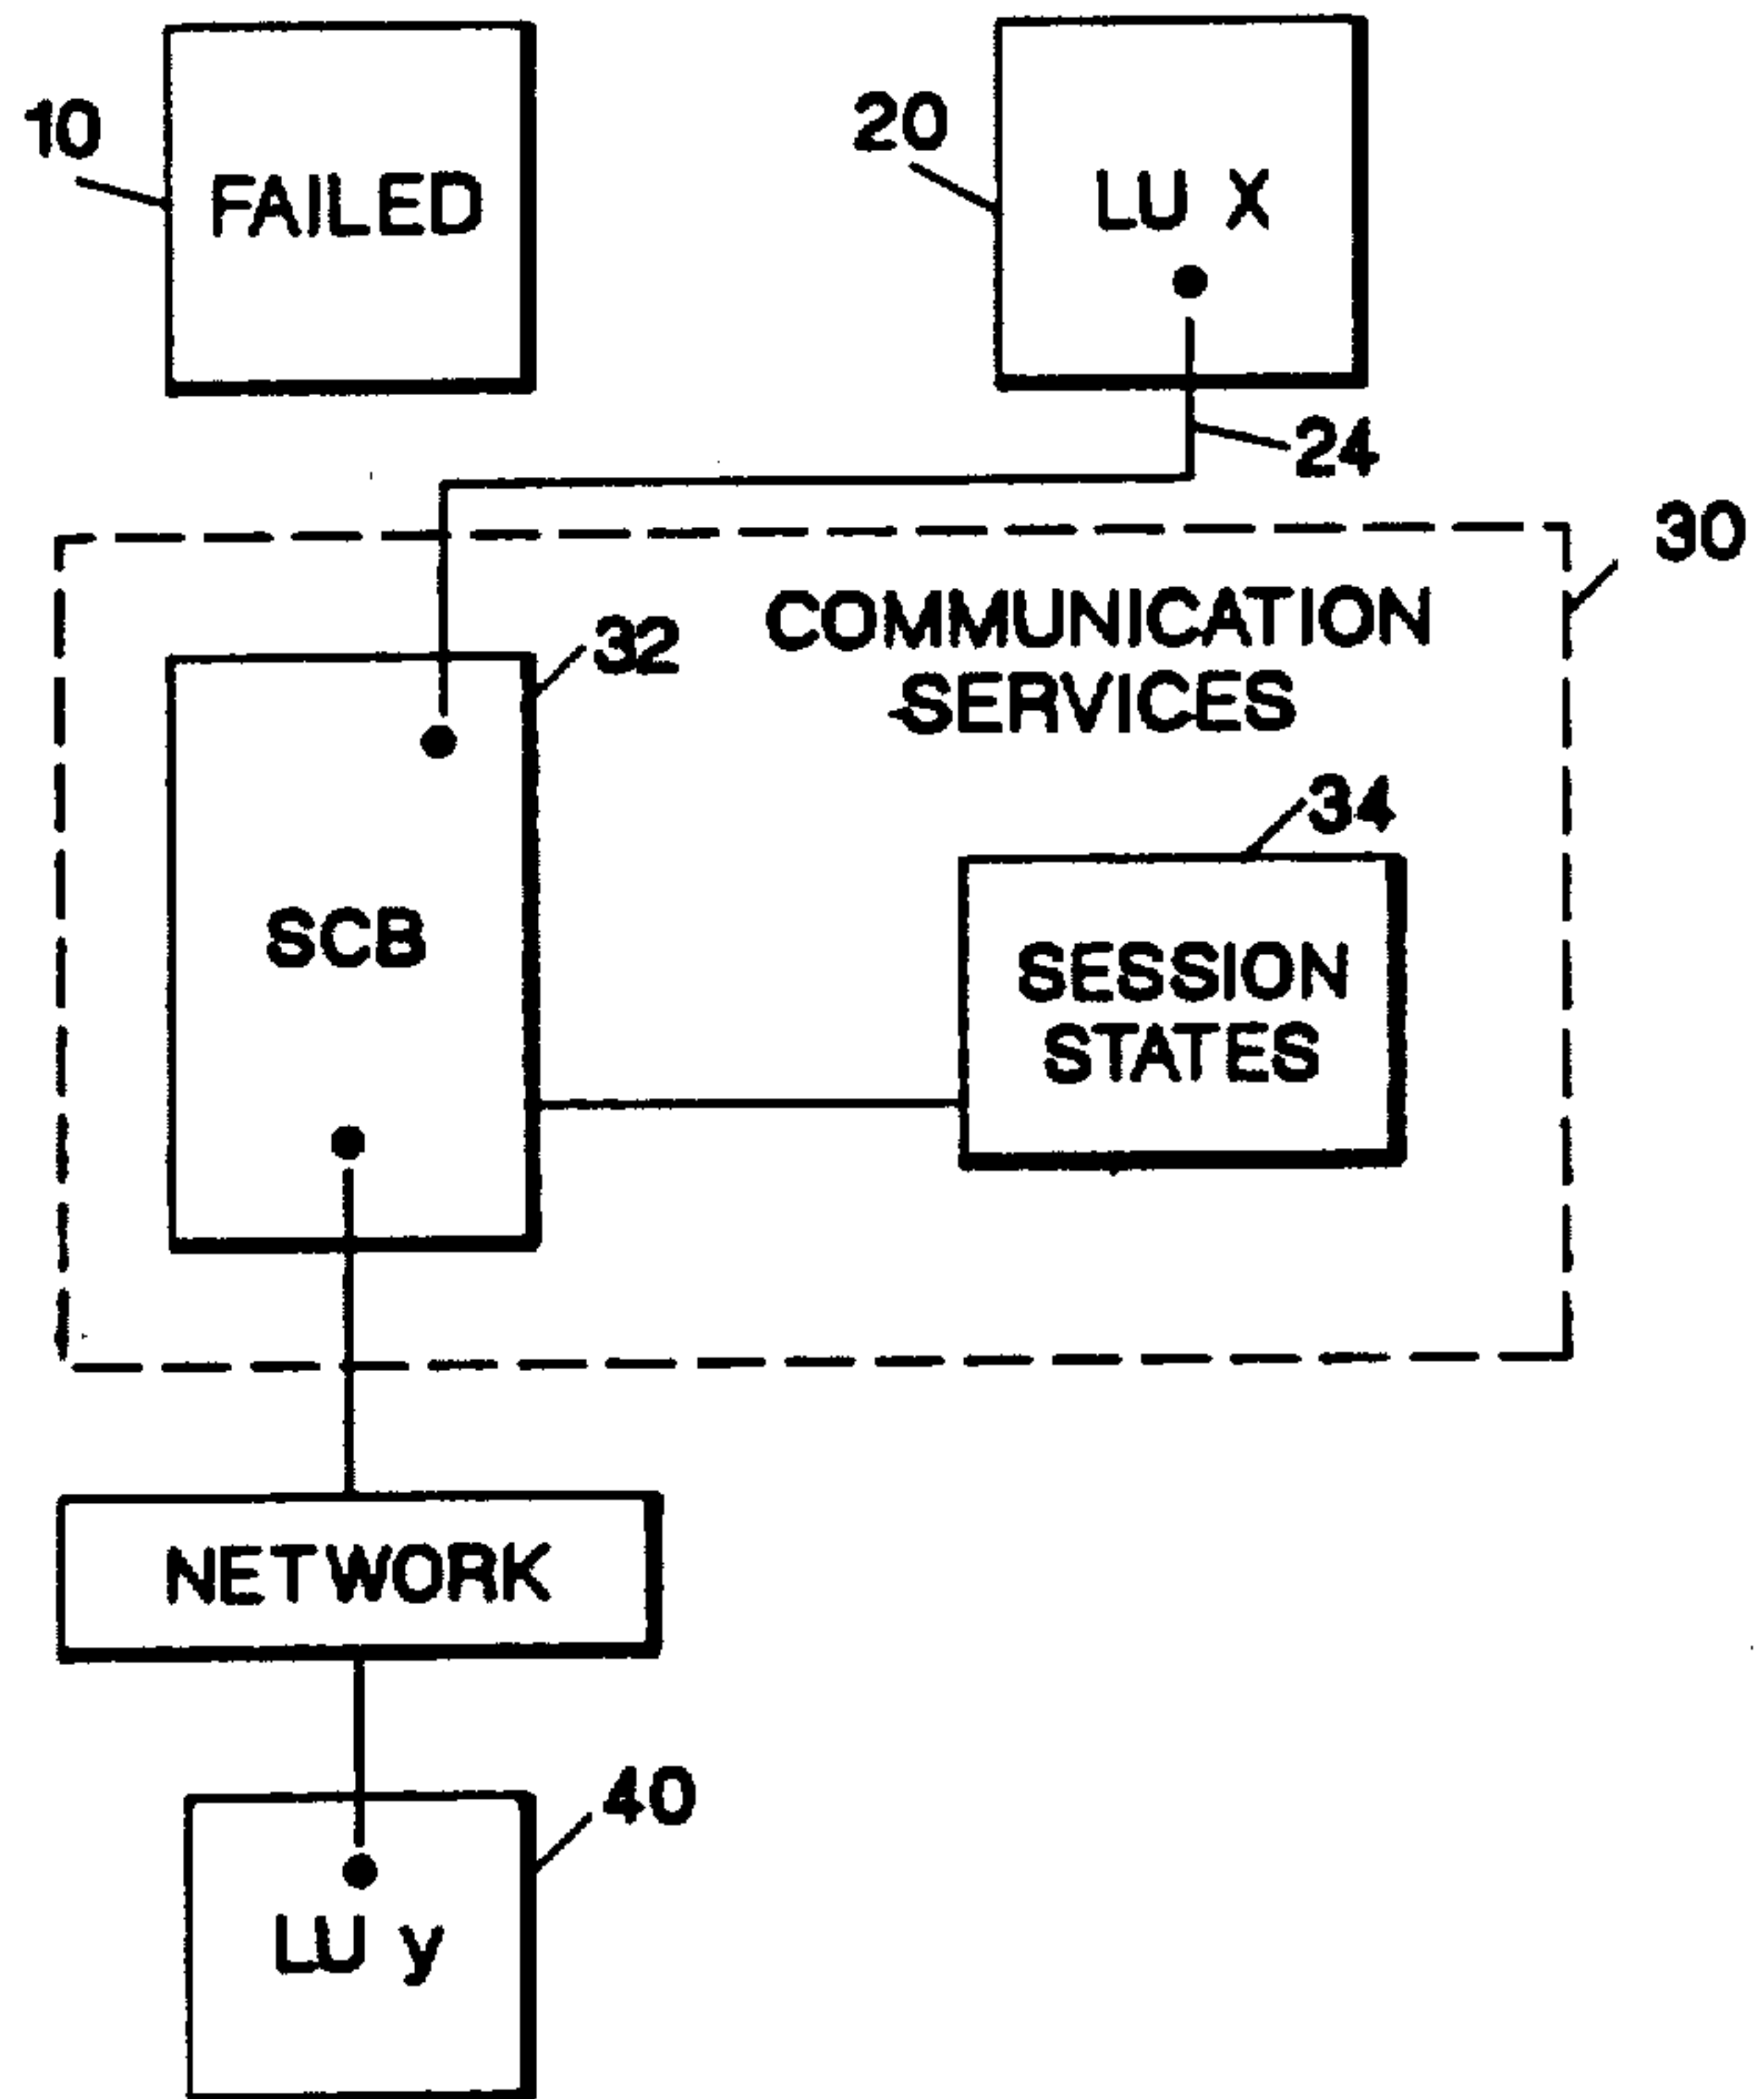 10
FAILED
20
LU X
24
30
COMMUNICATION
SERVICES
32
34
SCB
SESSION
STATES
NETWORK
40
LU y